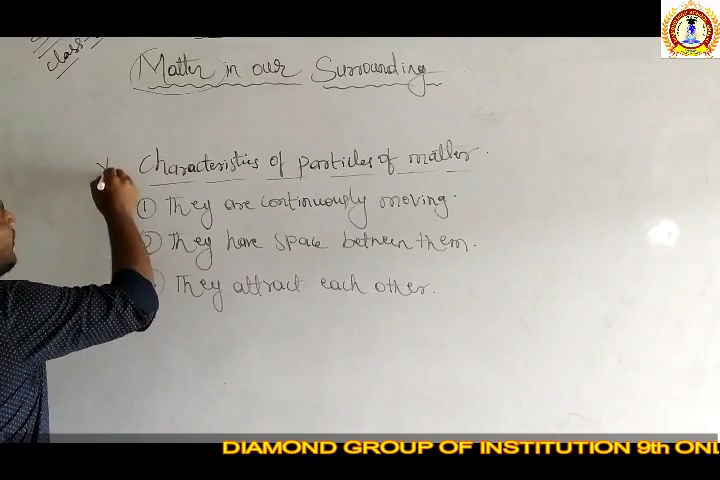 class-
Matter in our Surrounding
Characteristics of particles of matter.
① They are continuously moving.
② They have space between them.
They attract each other.
DIAMOND GROUP OF INSTITUTION 9th ONL